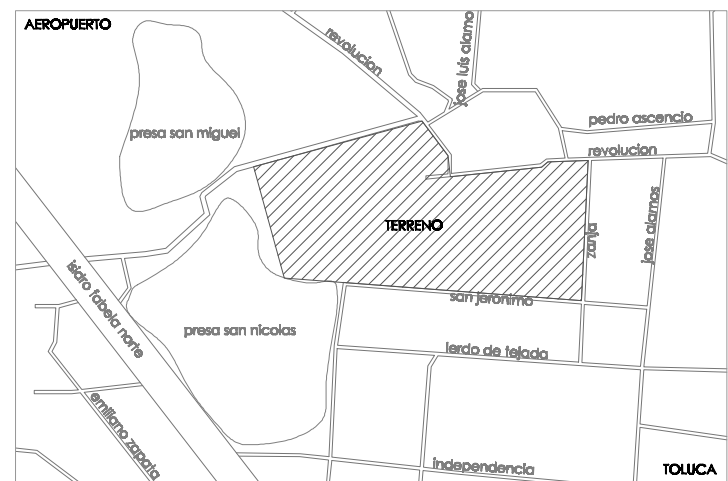 AEROPUERTO
revolucion
jose luis alamo
presa san miguel
pedro ascencio
revolucion
TERRENO
zanja
jose alamos
isidro fabela norte
san jeronimo
presa san nicolas
lerdo de tejada
emiliano zapata
independencia
TOLUCA